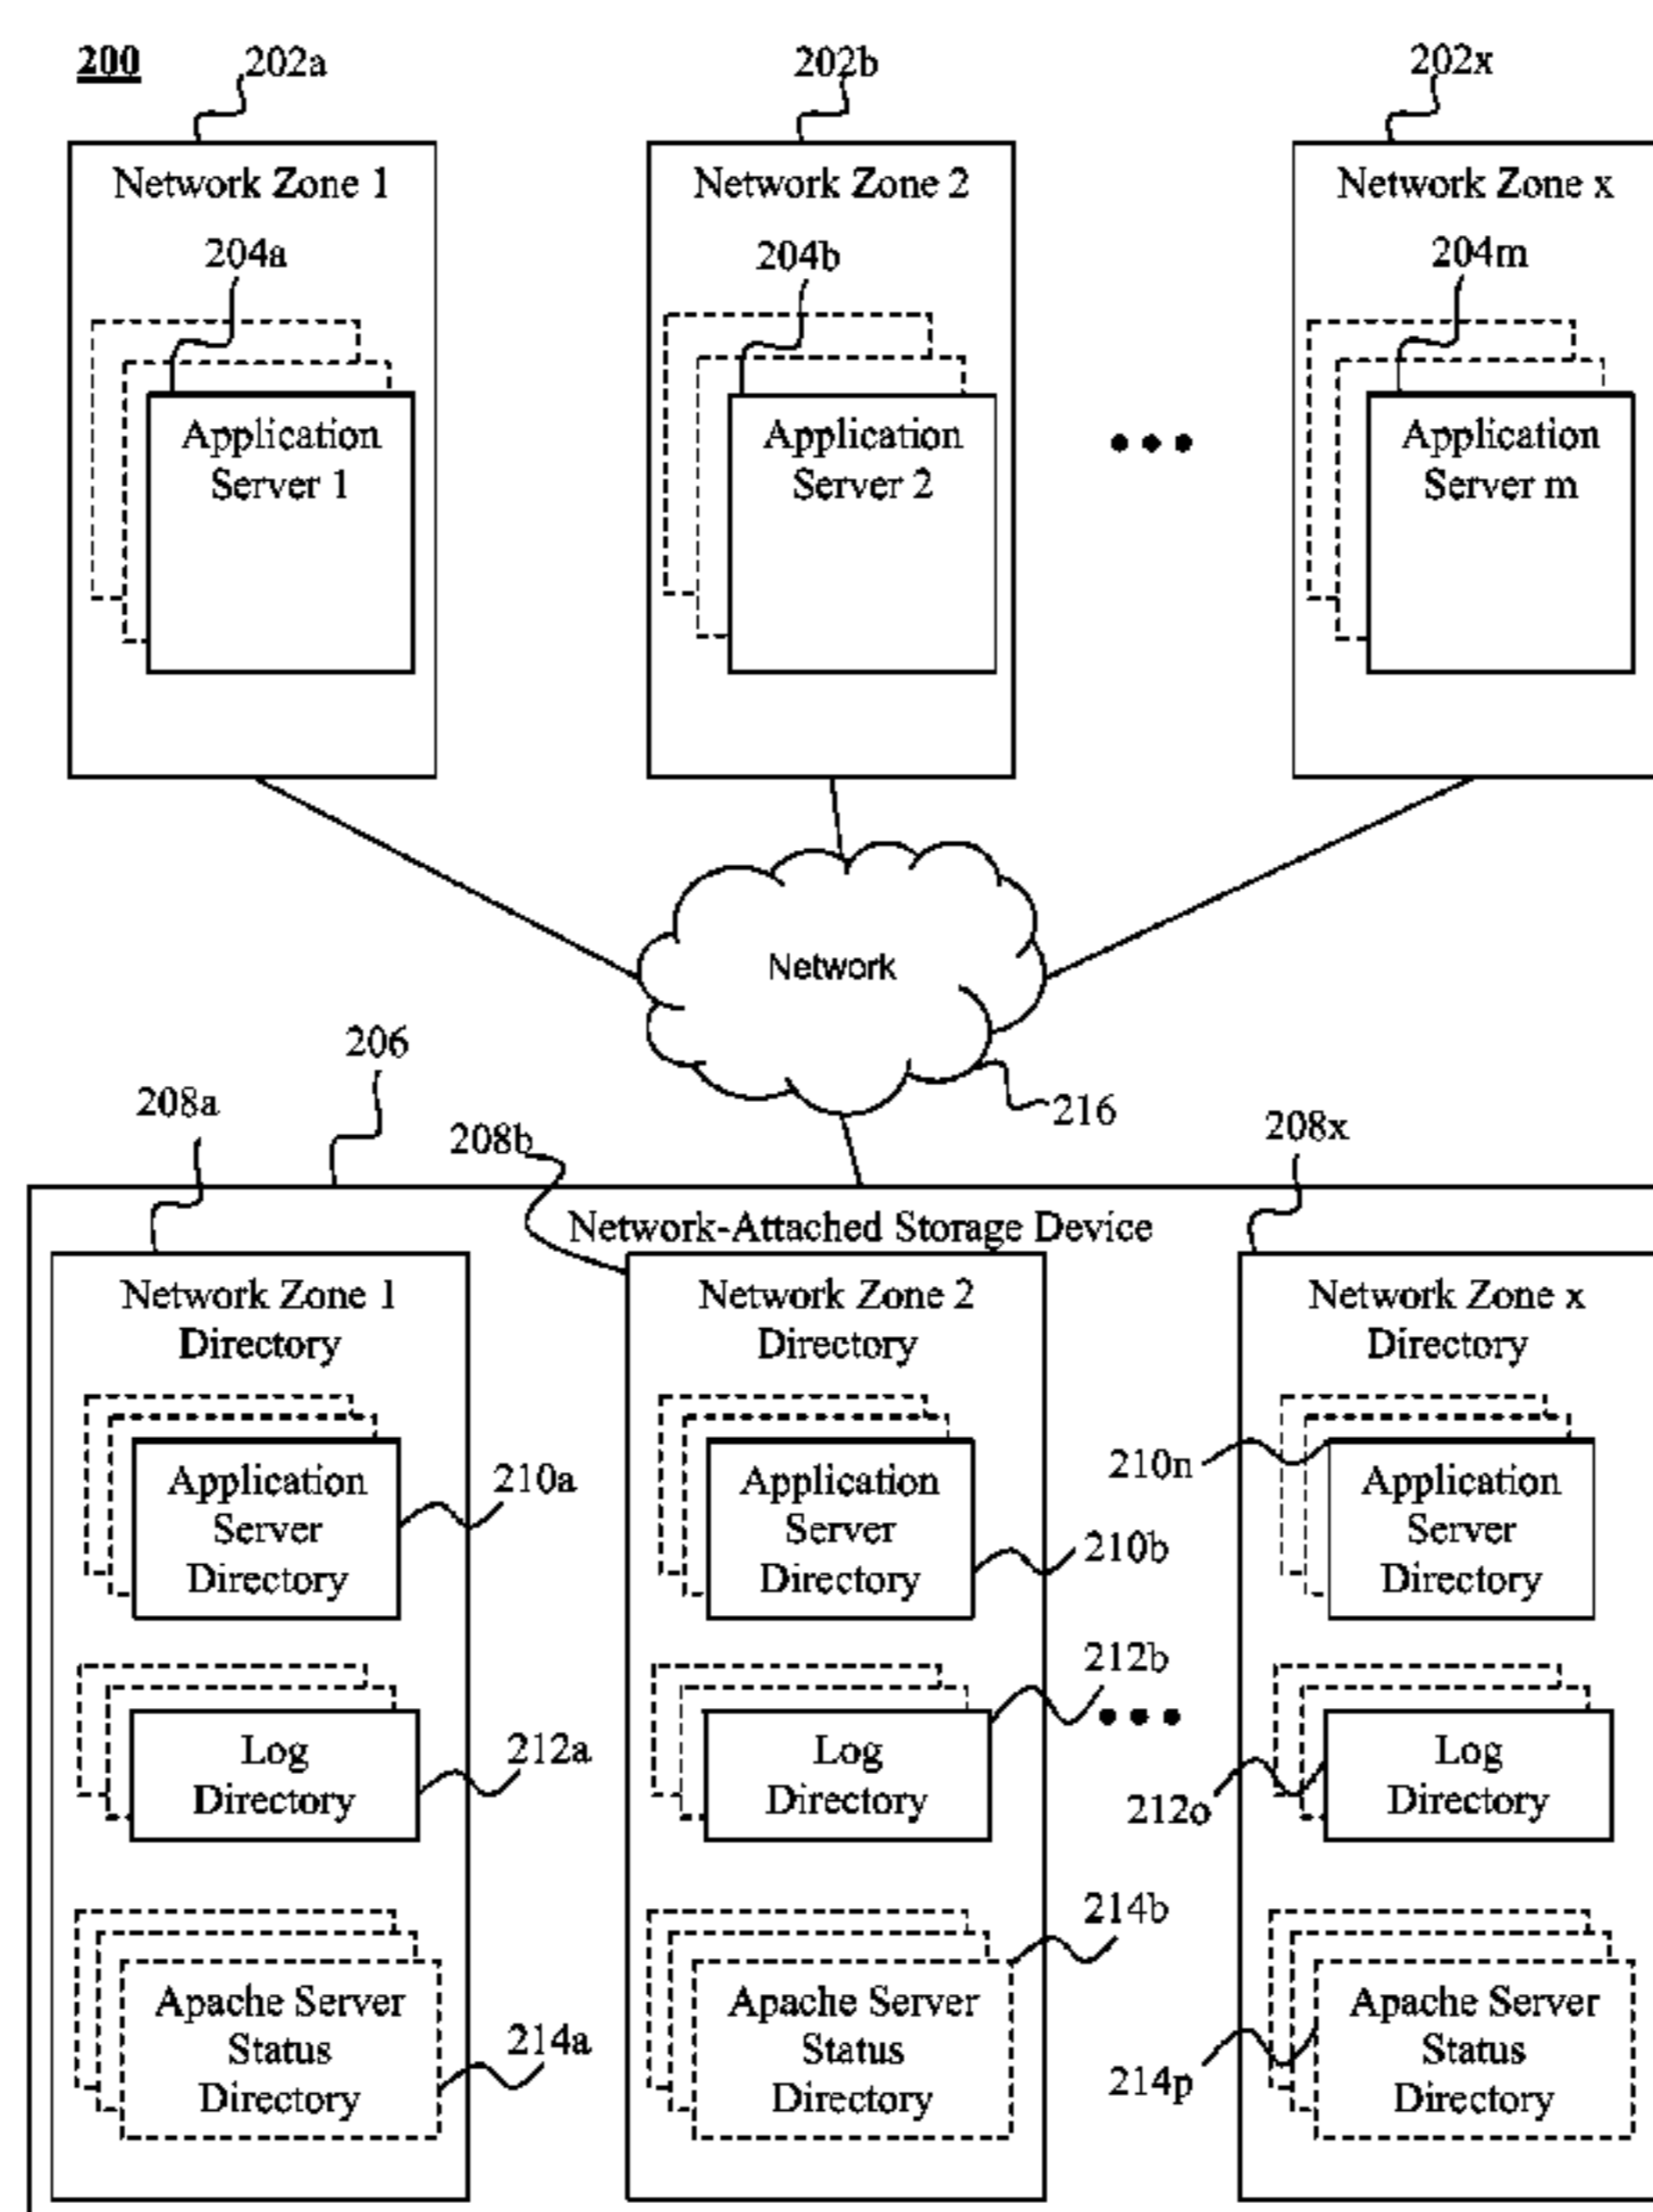 200
202a
202b
202x
Network Zone 1
Network Zone 2
Network Zone x
204a
204b
204m
Application
Server 1
Application
Server 2
Application
Server m
Network
206
216
208a
208b
208x
Network-Attached Storage Device
Network Zone 1
Directory
Network Zone 2
Directory
Network Zone x
Directory
Application
Server
Directory
210a
Application
Server
Directory
210b
210n
Application
Server
Directory
Log
Directory
212a
Log
Directory
212b
212o
Log
Directory
Apache Server
Status
Directory
214a
Apache Server
Status
Directory
214b
214p
Apache Server
Status
Directory